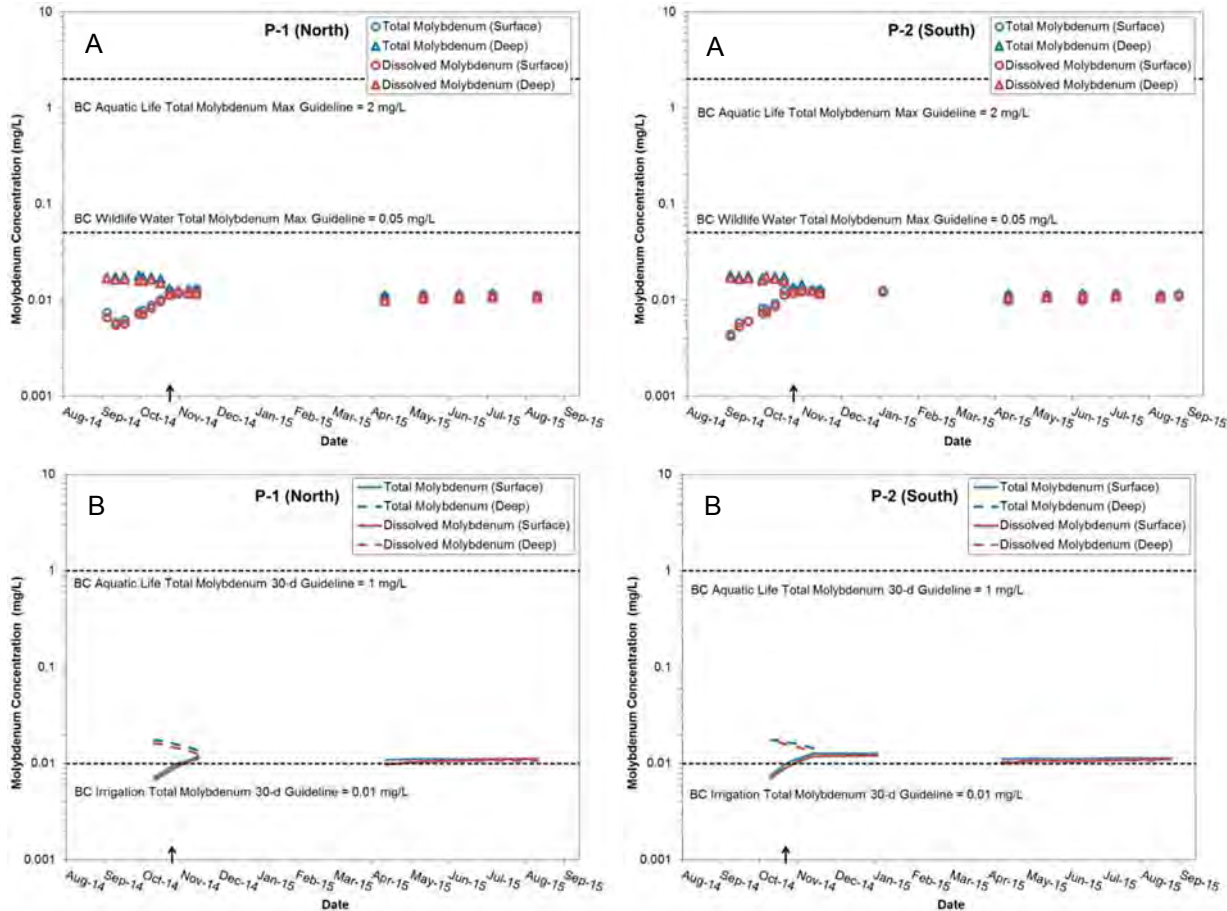 A
P-1 (North)
Total Molybdenum (Surface)
Total Molybdenum (Deep)
Dissolved Molybdenum (Surface)
Dissolved Molybdenum (Deep)
BC Aquatic Life Total Molybdenum Max Guideline = 2 mg/L
BC Wildlife Water Total Molybdenum Max Guideline = 0.05 mg/L
Molybdenum Concentration (mg/L)
10
1
0.1
0.01
0.001
Aug-14
Sep-14
Oct-14
Nov-14
Dec-14
Jan-15
Feb-15
Mar-15
Apr-15
May-15
Jun-15
Jul-15
Aug-15
Sep-15
Date
A
P-2 (South)
Total Molybdenum (Surface)
Total Molybdenum (Deep)
Dissolved Molybdenum (Surface)
Dissolved Molybdenum (Deep)
BC Aquatic Life Total Molybdenum Max Guideline = 2 mg/L
BC Wildlife Water Total Molybdenum Max Guideline = 0.05 mg/L
Molybdenum Concentration (mg/L)
10
1
0.1
0.01
0.001
Aug-14
Sep-14
Oct-14
Nov-14
Dec-14
Jan-15
Feb-15
Mar-15
Apr-15
May-15
Jun-15
Jul-15
Aug-15
Sep-15
Date
B
P-1 (North)
Total Molybdenum (Surface)
Total Molybdenum (Deep)
Dissolved Molybdenum (Surface)
Dissolved Molybdenum (Deep)
BC Aquatic Life Total Molybdenum 30-d Guideline = 1 mg/L
BC Irrigation Total Molybdenum 30-d Guideline = 0.01 mg/L
Molybdenum Concentration (mg/L)
10
1
0.1
0.01
0.001
Aug-14
Sep-14
Oct-14
Nov-14
Dec-14
Jan-15
Feb-15
Mar-15
Apr-15
May-15
Jun-15
Jul-15
Aug-15
Sep-15
Date
B
P-2 (South)
Total Molybdenum (Surface)
Total Molybdenum (Deep)
Dissolved Molybdenum (Surface)
Dissolved Molybdenum (Deep)
BC Aquatic Life Total Molybdenum 30-d Guideline = 1 mg/L
BC Irrigation Total Molybdenum 30-d Guideline = 0.01 mg/L
Molybdenum Concentration (mg/L)
10
1
0.1
0.01
0.001
Aug-14
Sep-14
Oct-14
Nov-14
Dec-14
Jan-15
Feb-15
Mar-15
Apr-15
May-15
Jun-15
Jul-15
Aug-15
Sep-15
Date